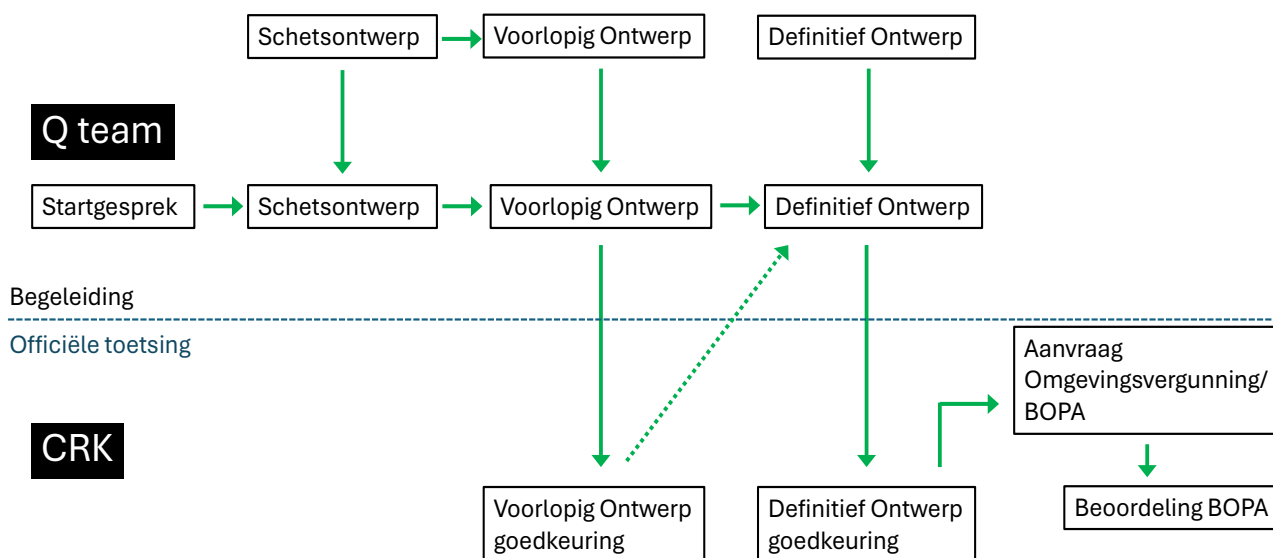 Schetsontwerp
Voorlopig Ontwerp
Definitief Ontwerp
Q team
Startgesprek
Schetsontwerp
Voorlopig Ontwerp
Definitief Ontwerp
Begeleiding
Officiële toetsing
Aanvraag
Omgevingsvergunning/
BOPA
CRK
Voorlopig Ontwerp
goedkeuring
Definitief Ontwerp
goedkeuring
Beoordeling BOPA